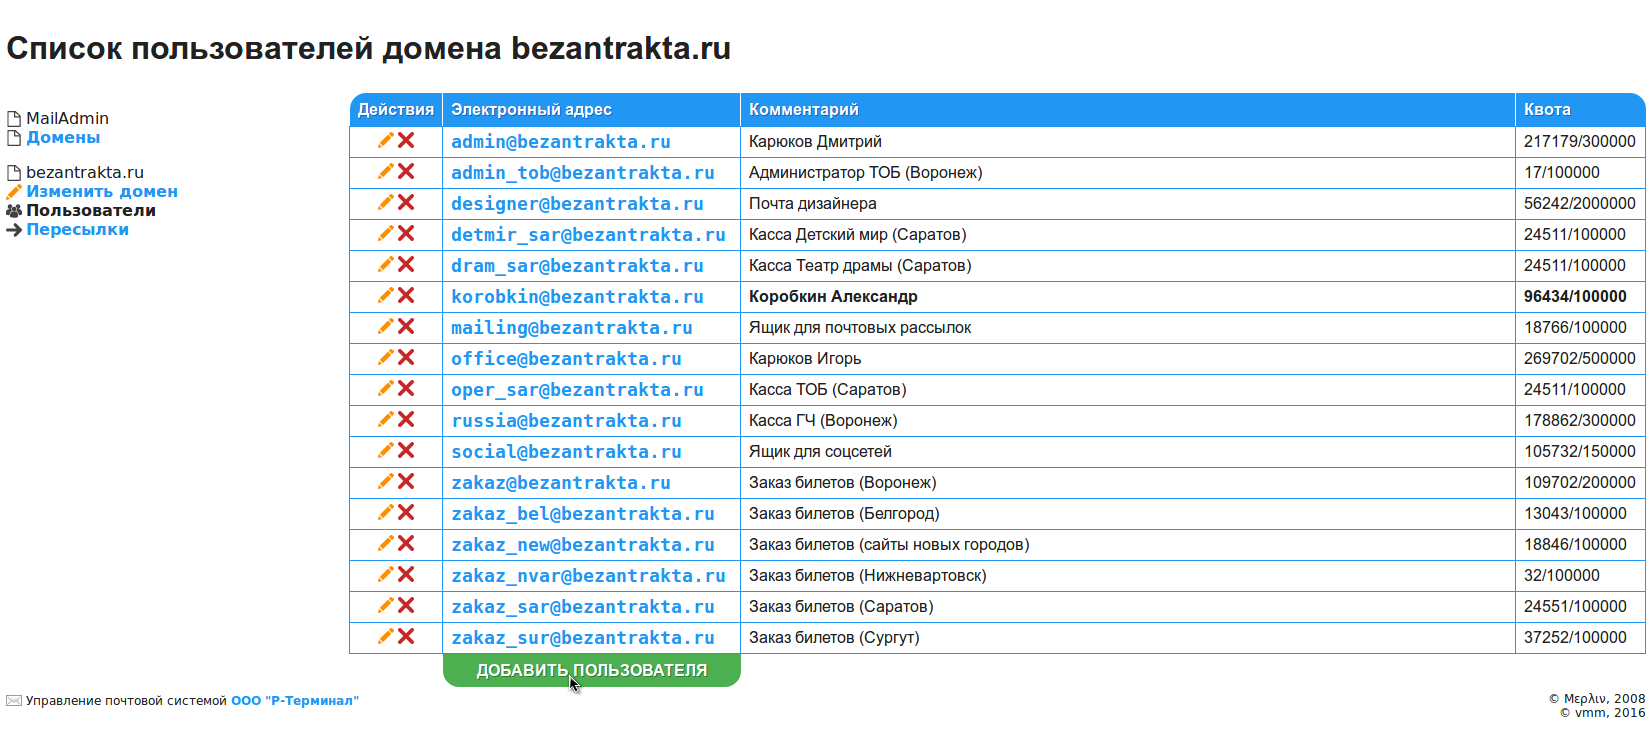 Список пользователей домена bezantrakta.ru
MailAdmin
Домены
bezantrakta.ru
Изменить домен
Пользователи
Пересылки
Действия Электронный адрес Комментарий Квота
admin@bezantrakta.ru Карюков Дмитрий 217179/300000
admin_tob@bezantrakta.ru Администратор ТОБ (Воронеж) 17/100000
designer@bezantrakta.ru Почта дизайнера 56242/2000000
detmir_sar@bezantrakta.ru Касса Детский мир (Саратов) 24511/100000
dram_sar@bezantrakta.ru Касса Театр драмы (Саратов) 24511/100000
korobkin@bezantrakta.ru Коробкин Александр 96434/100000
mailing@bezantrakta.ru Ящик для почтовых рассылок 18766/100000
office@bezantrakta.ru Карюков Игорь 269702/500000
oper_sar@bezantrakta.ru Касса ТОБ (Саратов) 24511/100000
russia@bezantrakta.ru Касса ГЧ (Воронеж) 178862/300000
social@bezantrakta.ru Ящик для соцсетей 105732/150000
zakaz@bezantrakta.ru Заказ билетов (Воронеж) 109702/200000
zakaz_bel@bezantrakta.ru Заказ билетов (Белгород) 13043/100000
zakaz_new@bezantrakta.ru Заказ билетов (сайты новых городов) 18846/100000
zakaz_nvar@bezantrakta.ru Заказ билетов (Нижневартовск) 32/100000
zakaz_sar@bezantrakta.ru Заказ билетов (Саратов) 24551/100000
zakaz_sur@bezantrakta.ru Заказ билетов (Сургут) 37252/100000
ДОБАВИТЬ ПОЛЬЗОВАТЕЛЯ
Управление почтовой системой ООО "Р-Терминал"
© Μερλιν, 2008
© vmm, 2016